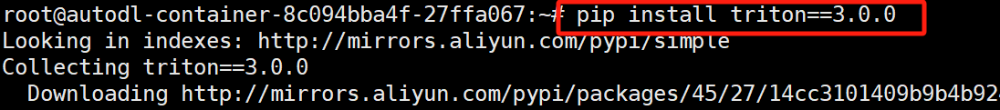 root@autodl-container-8c094bba4f-27ffa067:~# pip install triton==3.0.0
Looking in indexes: http://mirrors.aliyun.com/pypi/simple
Collecting triton==3.0.0
  Downloading http://mirrors.aliyun.com/pypi/packages/45/27/14cc3101409b9b4b92